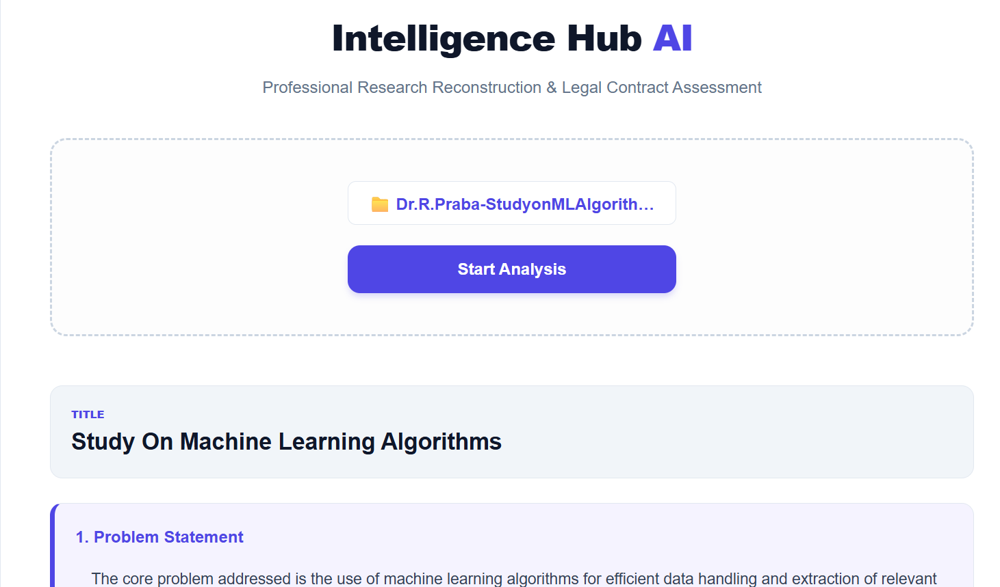 Intelligence Hub AI
Professional Research Reconstruction & Legal Contract Assessment
Dr.R.Praba-StudyonMLAlgorith...
Start Analysis
TITLE
Study On Machine Learning Algorithms
1. Problem Statement
The core problem addressed is the use of machine learning algorithms for efficient data handling and extraction of relevant